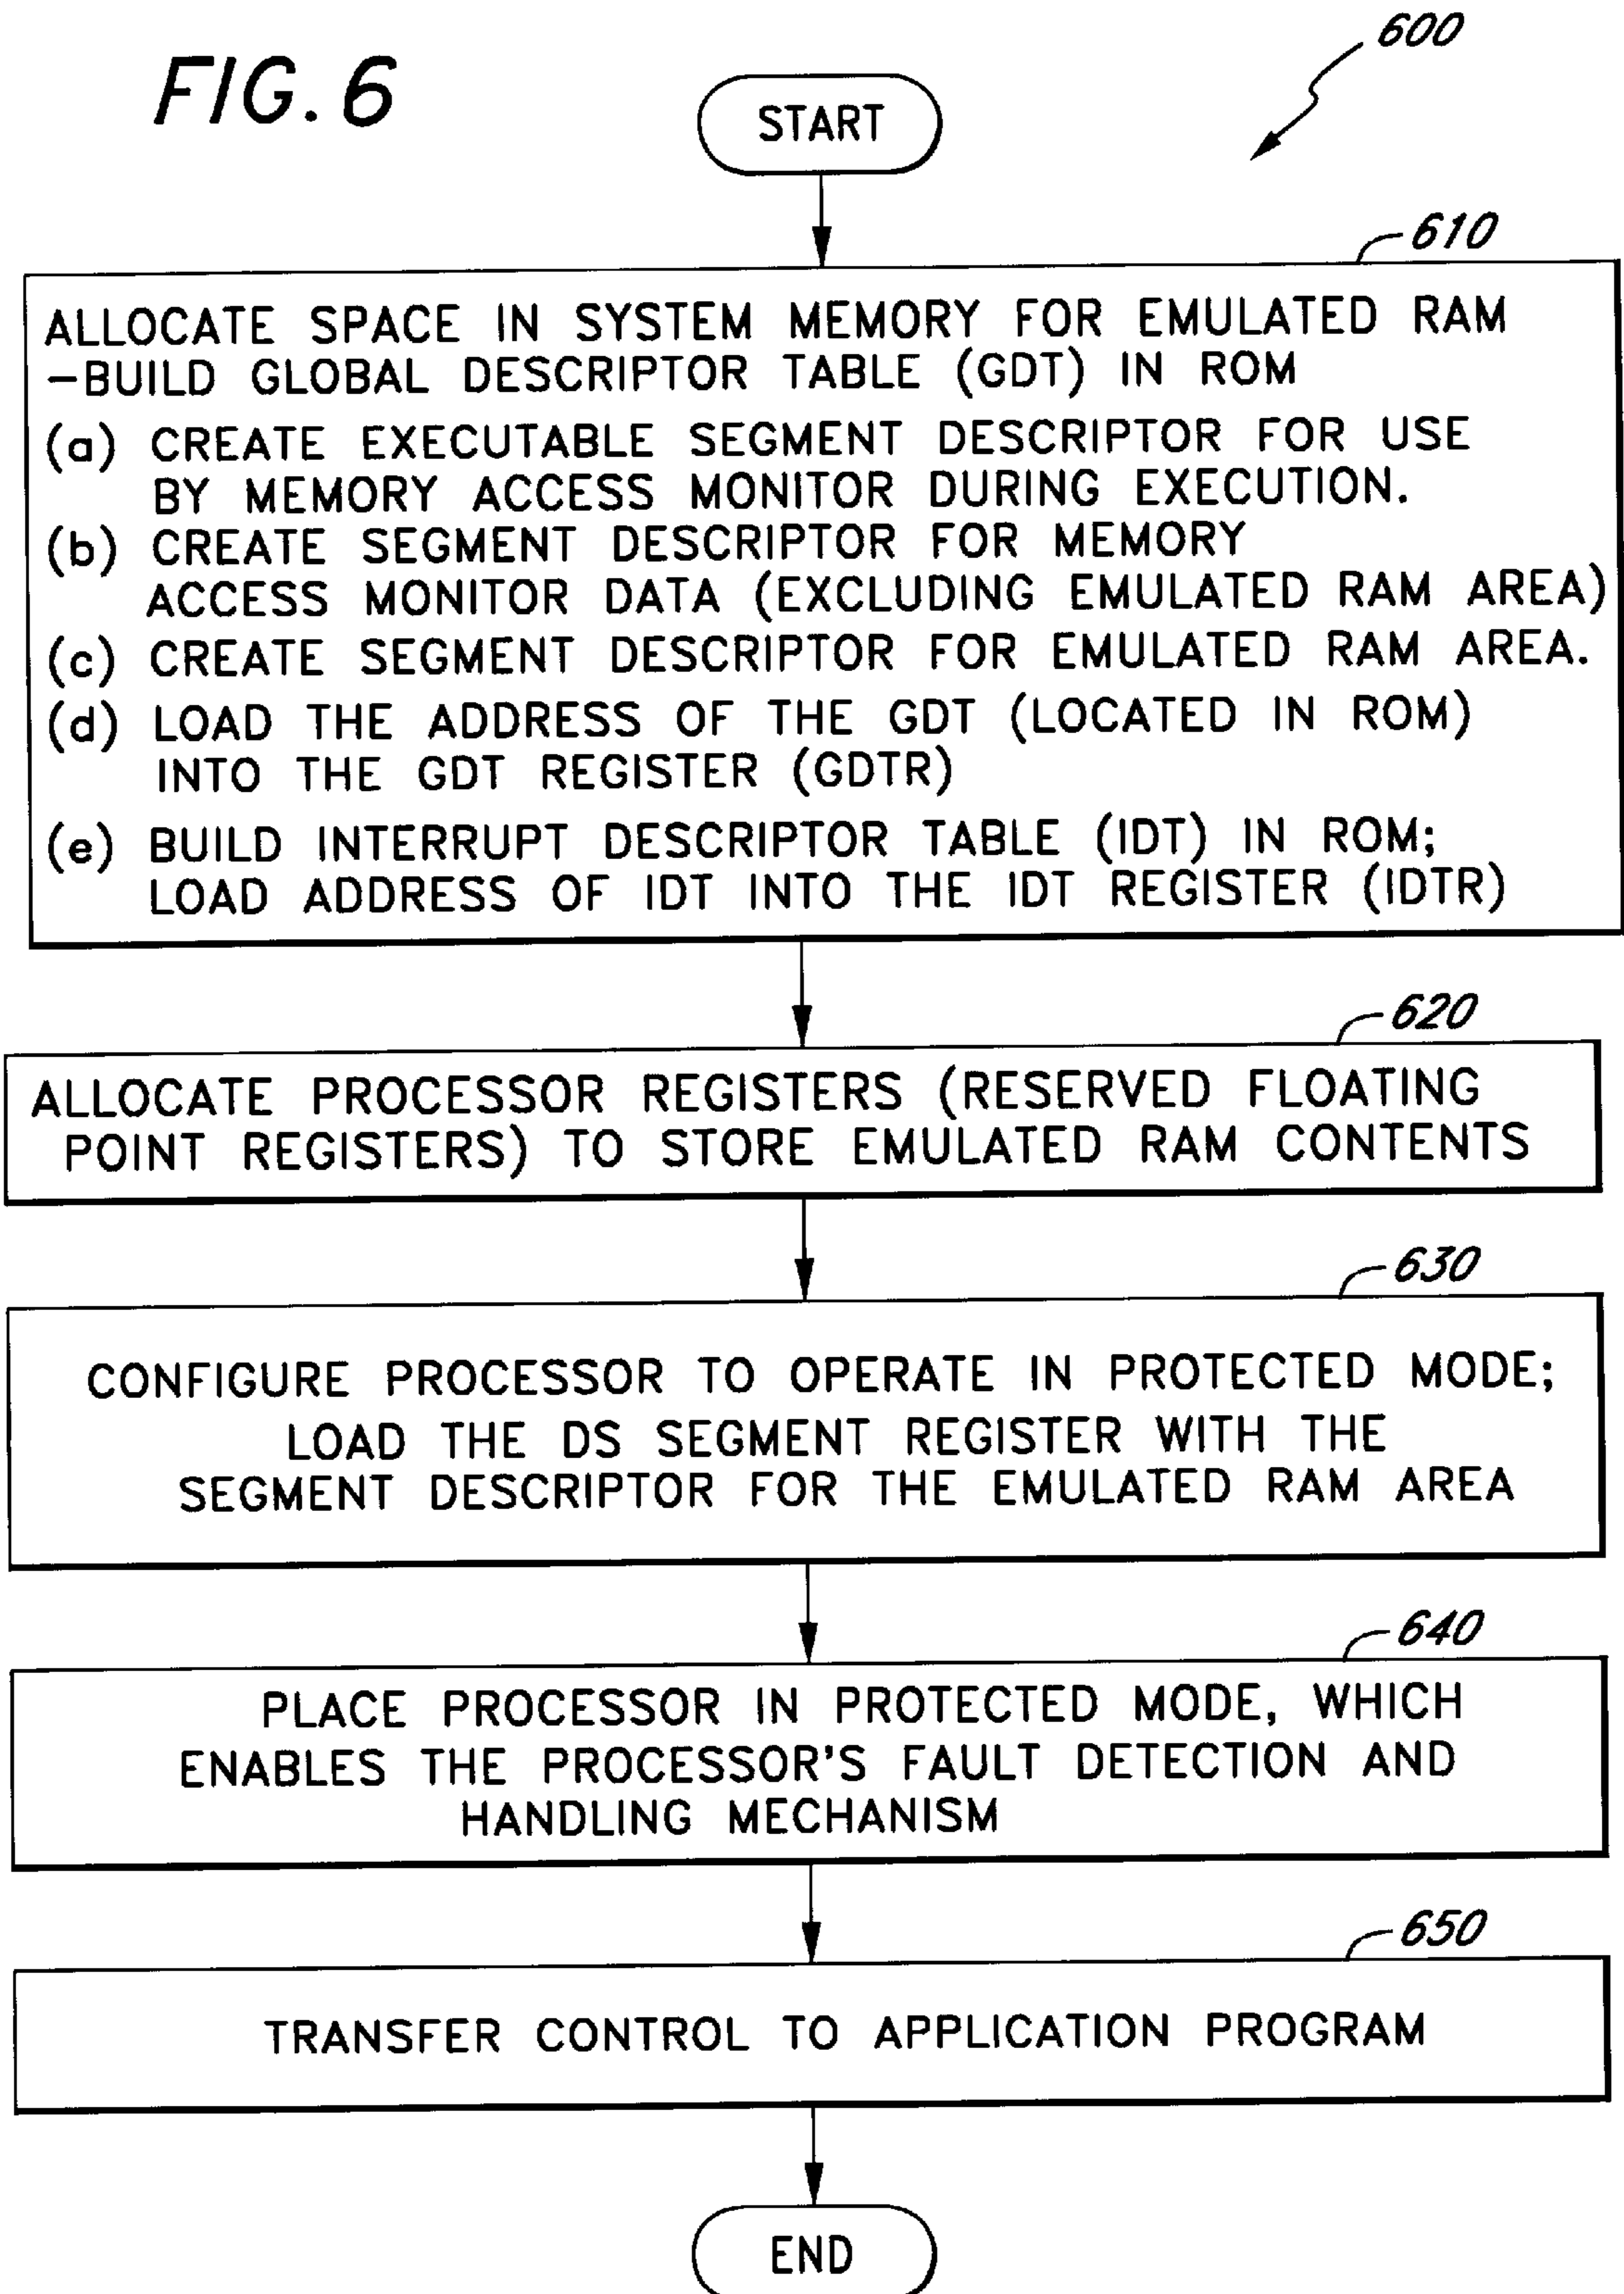 FIG. 6
600
START
610
ALLOCATE SPACE IN SYSTEM MEMORY FOR EMULATED RAM
-BUILD GLOBAL DESCRIPTOR TABLE (GDT) IN ROM
(a) CREATE EXECUTABLE SEGMENT DESCRIPTOR FOR USE
BY MEMORY ACCESS MONITOR DURING EXECUTION.
(b) CREATE SEGMENT DESCRIPTOR FOR MEMORY
ACCESS MONITOR DATA (EXCLUDING EMULATED RAM AREA)
(c) CREATE SEGMENT DESCRIPTOR FOR EMULATED RAM AREA.
(d) LOAD THE ADDRESS OF THE GDT (LOCATED IN ROM)
INTO THE GDT REGISTER (GDTR)
(e) BUILD INTERRUPT DESCRIPTOR TABLE (IDT) IN ROM;
LOAD ADDRESS OF IDT INTO THE IDT REGISTER (IDTR)
620
ALLOCATE PROCESSOR REGISTERS (RESERVED FLOATING
POINT REGISTERS) TO STORE EMULATED RAM CONTENTS
630
CONFIGURE PROCESSOR TO OPERATE IN PROTECTED MODE;
LOAD THE DS SEGMENT REGISTER WITH THE
SEGMENT DESCRIPTOR FOR THE EMULATED RAM AREA
640
PLACE PROCESSOR IN PROTECTED MODE, WHICH
ENABLES THE PROCESSOR'S FAULT DETECTION AND
HANDLING MECHANISM
650
TRANSFER CONTROL TO APPLICATION PROGRAM
END